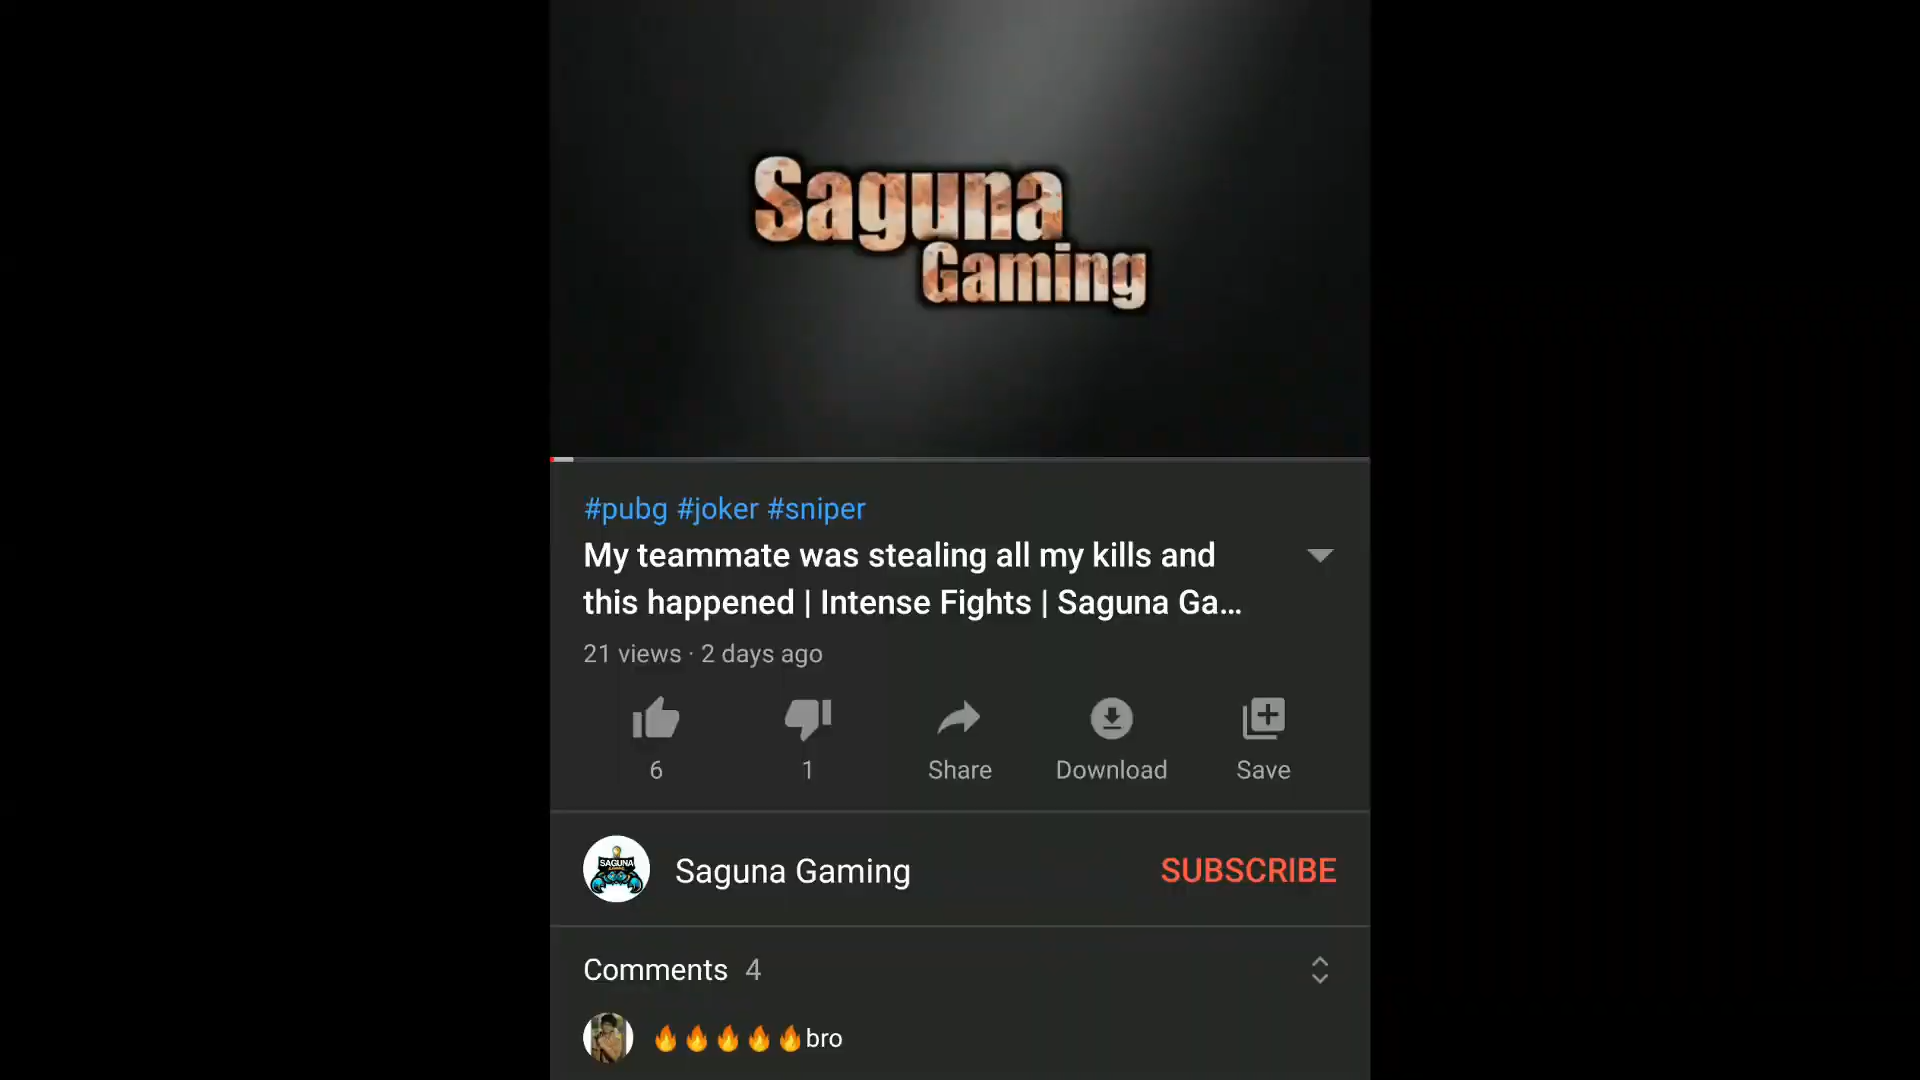 Saguna
Gaming
#pubg #joker #sniper
My teammate was stealing all my kills and
this happened | Intense Fights | Saguna Ga...
21 views · 2 days ago
6
1
Share
Download
Save
SAGUNA
Saguna Gaming
SUBSCRIBE
Comments 4
🔥🔥🔥🔥🔥bro